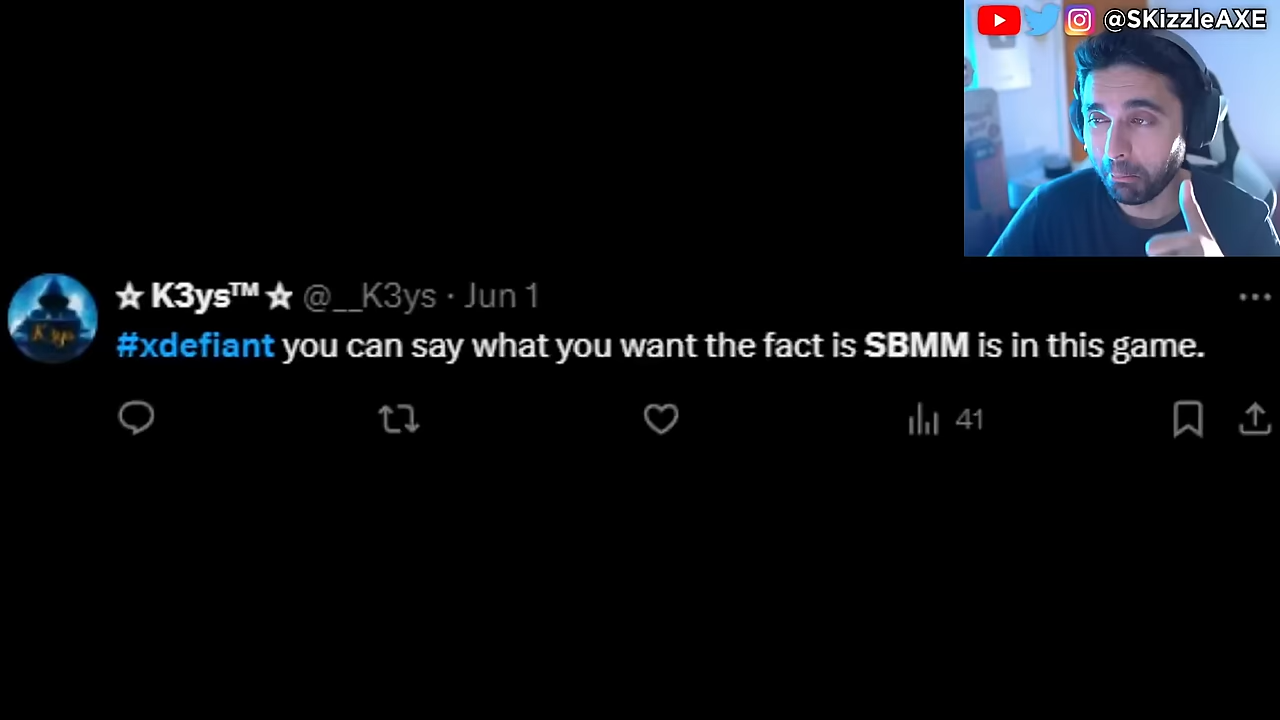 @SKizzleAXE
☆ K3ys™ ☆ @__K3ys · Jun 1
#xdefiant you can say what you want the fact is SBMM is in this game.
41
K3ys